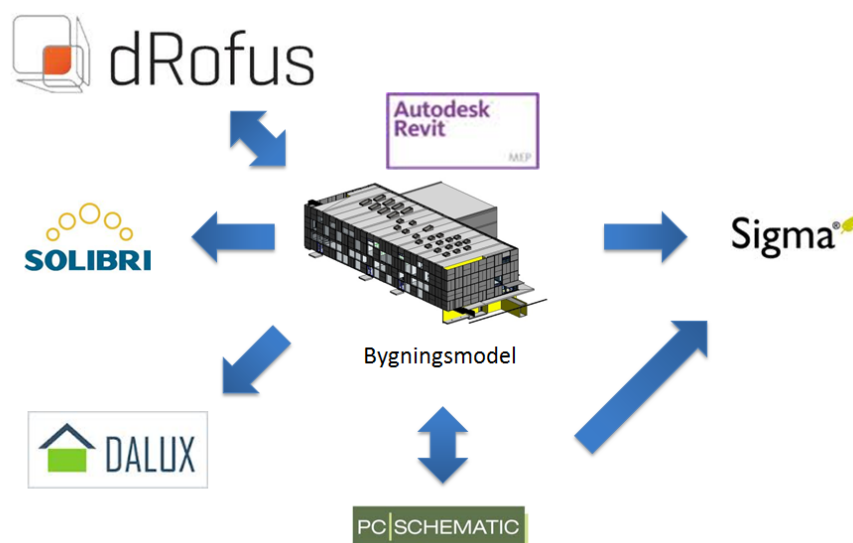 dRofus
Autodesk
Revit
MEP
SOLIBRI
Sigma®
Bygningsmodel
DALUX
PC|SCHEMATIC